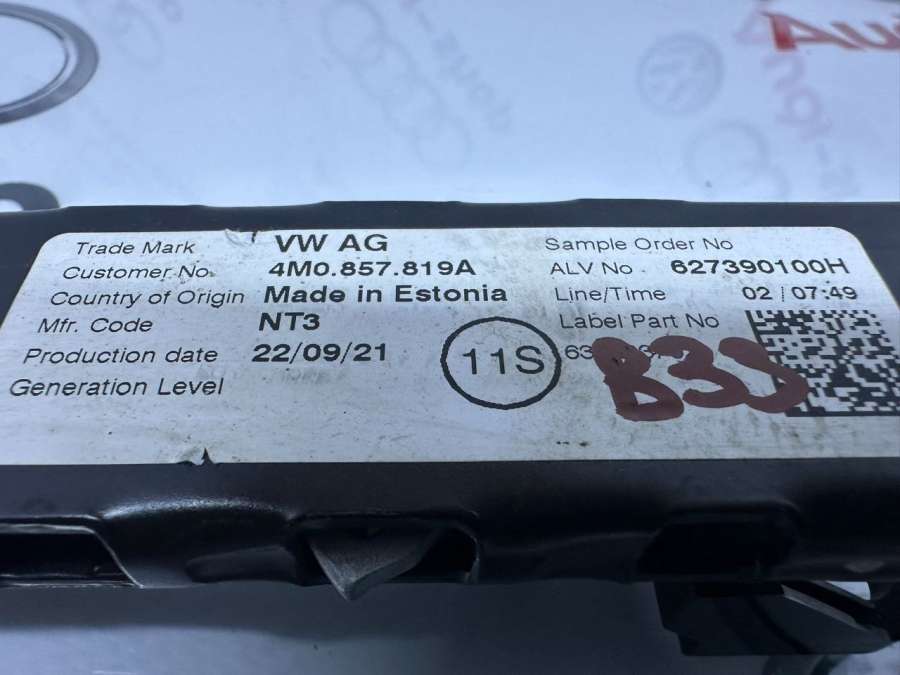 Audi
Trade Mark VW AG
Customer No. 4M0.857.819A
Country of Origin Made in Estonia
Mfr. Code NT3
Production date 22/09/21
Generation Level
11S
Sample Order No
ALV No 627390100H
Line/Time 02/07:49
Label Part No
B33